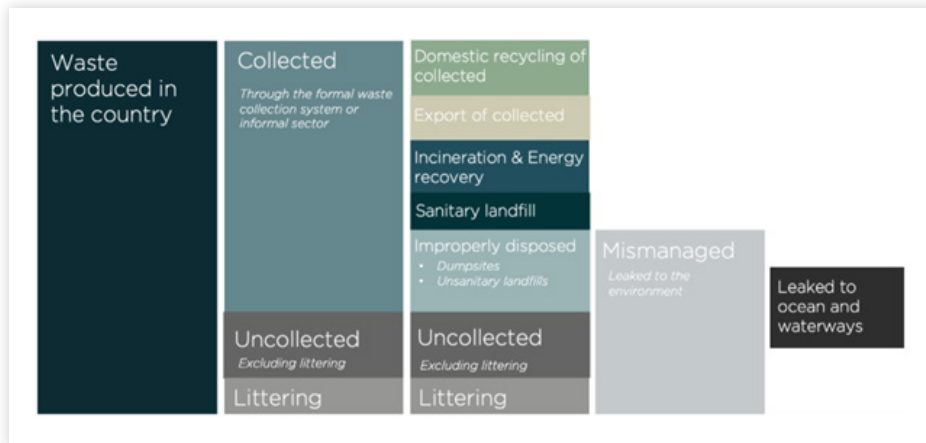 Waste
produced in
the country
Collected
Through the formal waste
collection system or
informal sector
Uncollected
Excluding littering
Littering
Domestic recycling of
collected
Export of collected
Incineration & Energy
recovery
Sanitary landfill
Improperly disposed
• Dumpsites
• Unsanitary landfills
Uncollected
Excluding littering
Littering
Mismanaged
Leaked to the
environment
Leaked to
ocean and
waterways